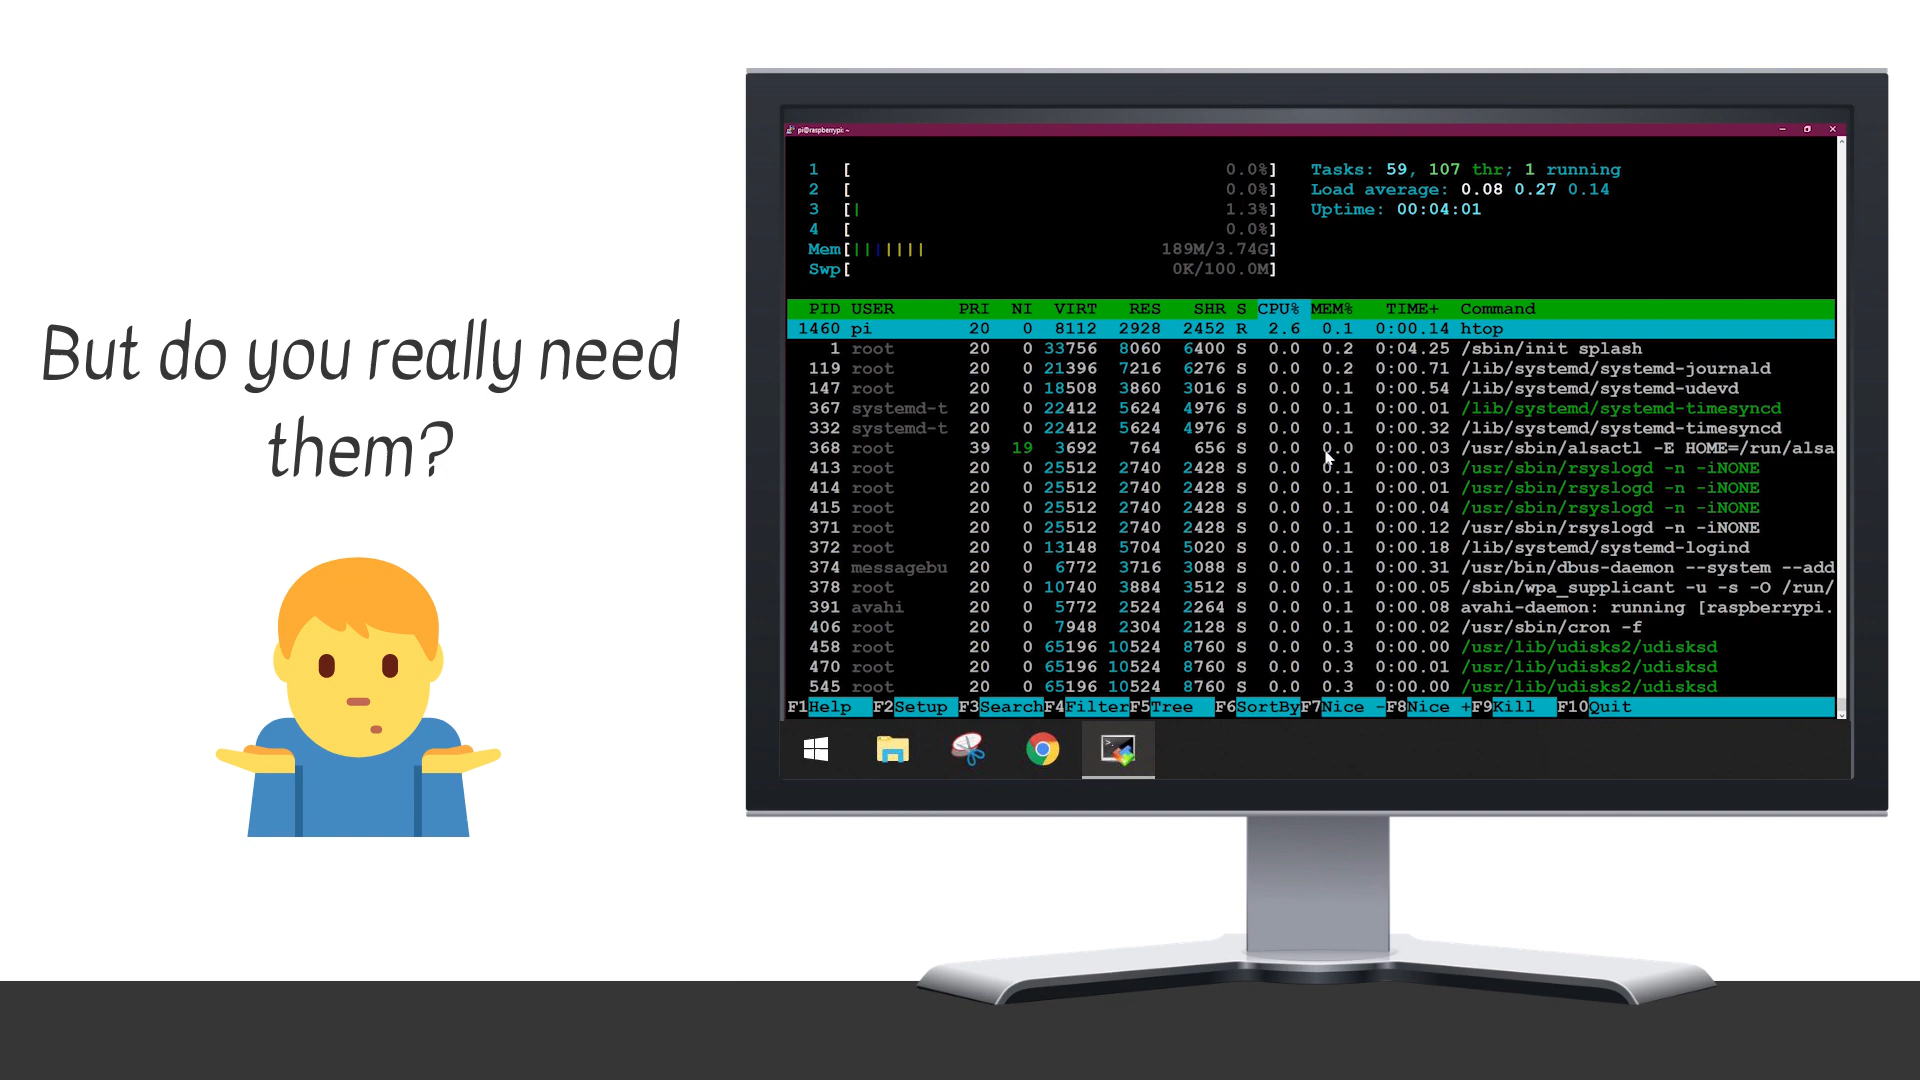 But do you really need
them?
pi@raspberrypi: ~
1 [ 0.0%] Tasks: 59, 107 thr; 1 running
2 [ 0.0%] Load average: 0.08 0.27 0.14
3 [| 1.3%] Uptime: 00:04:01
4 [ 0.0%]
Mem[||||||| 189M/3.74G]
Swp[ 0K/100.0M]
PID USER PRI NI VIRT RES SHR S CPU% MEM% TIME+ Command
1460 pi 20 0 8112 2928 2452 R 2.6 0.1 0:00.14 htop
1 root 20 0 33756 8060 6400 S 0.0 0.2 0:04.25 /sbin/init splash
119 root 20 0 21396 7216 6276 S 0.0 0.2 0:00.71 /lib/systemd/systemd-journald
147 root 20 0 18508 3860 3016 S 0.0 0.1 0:00.54 /lib/systemd/systemd-udevd
367 systemd-t 20 0 22412 5624 4976 S 0.0 0.1 0:00.01 /lib/systemd/systemd-timesyncd
332 systemd-t 20 0 22412 5624 4976 S 0.0 0.1 0:00.32 /lib/systemd/systemd-timesyncd
368 root 39 19 3692 764 656 S 0.0 0.0 0:00.03 /usr/sbin/alsactl -E HOME=/run/alsa
413 root 20 0 25512 2740 2428 S 0.0 0.1 0:00.03 /usr/sbin/rsyslogd -n -iNONE
414 root 20 0 25512 2740 2428 S 0.0 0.1 0:00.01 /usr/sbin/rsyslogd -n -iNONE
415 root 20 0 25512 2740 2428 S 0.0 0.1 0:00.04 /usr/sbin/rsyslogd -n -iNONE
371 root 20 0 25512 2740 2428 S 0.0 0.1 0:00.12 /usr/sbin/rsyslogd -n -iNONE
372 root 20 0 13148 5704 5020 S 0.0 0.1 0:00.18 /lib/systemd/systemd-logind
374 messagebu 20 0 6772 3716 3088 S 0.0 0.1 0:00.31 /usr/bin/dbus-daemon --system --add
378 root 20 0 10740 3884 3512 S 0.0 0.1 0:00.05 /sbin/wpa_supplicant -u -s -O /run/
391 avahi 20 0 5772 2524 2264 S 0.0 0.1 0:00.08 avahi-daemon: running [raspberrypi.
406 root 20 0 7948 2304 2128 S 0.0 0.1 0:00.02 /usr/sbin/cron -f
458 root 20 0 65196 10524 8760 S 0.0 0.3 0:00.00 /usr/lib/udisks2/udisksd
470 root 20 0 65196 10524 8760 S 0.0 0.3 0:00.01 /usr/lib/udisks2/udisksd
545 root 20 0 65196 10524 8760 S 0.0 0.3 0:00.00 /usr/lib/udisks2/udisksd
F1Help F2Setup F3SearchF4FilterF5Tree F6SortByF7Nice -F8Nice +F9Kill F10Quit